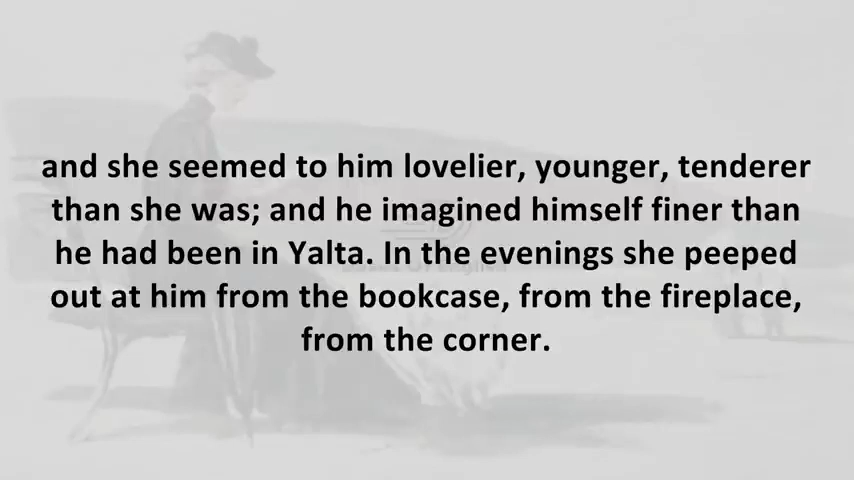 and she seemed to him lovelier, younger, tenderer
than she was; and he imagined himself finer than
he had been in Yalta. In the evenings she peeped
out at him from the bookcase, from the fireplace,
from the corner.